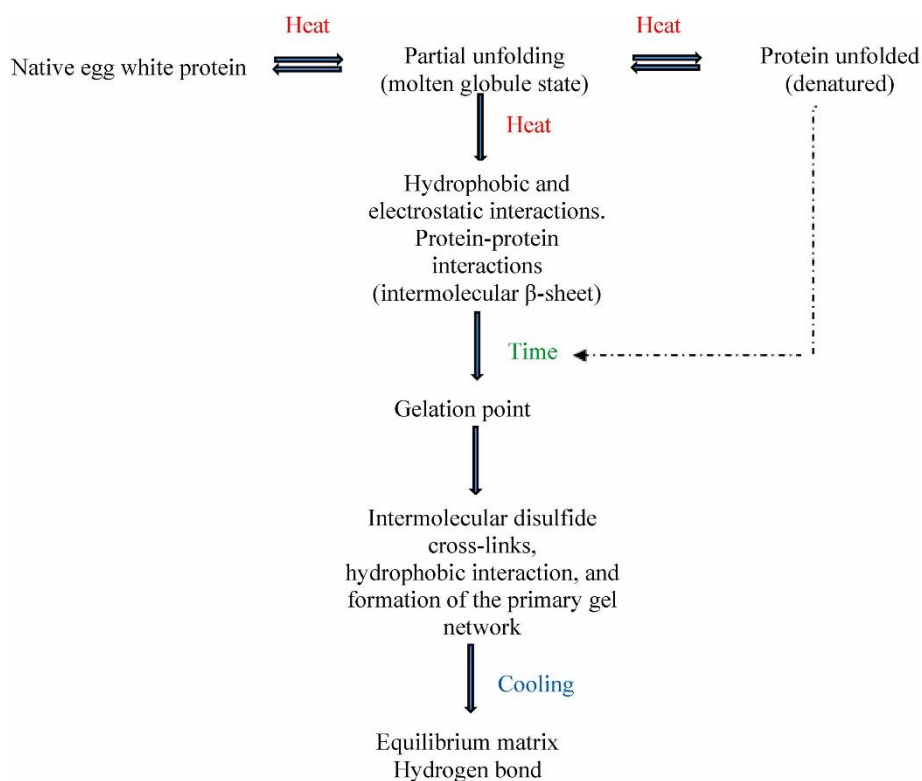 Heat
Heat
Native egg white protein
Partial unfolding
(molten globule state)
Protein unfolded
(denatured)
Heat
Hydrophobic and
electrostatic interactions.
Protein-protein
interactions
(intermolecular β-sheet)
Time
Gelation point
Intermolecular disulfide
cross-links,
hydrophobic interaction, and
formation of the primary gel
network
Cooling
Equilibrium matrix
Hydrogen bond